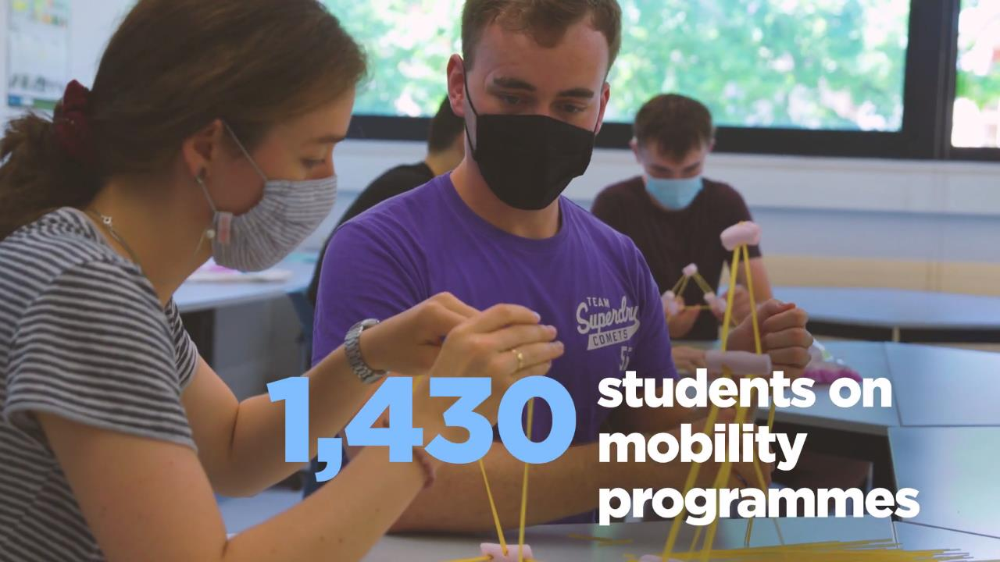 TEAM
Superdry
COMETS
1,430
students on
mobility
programmes